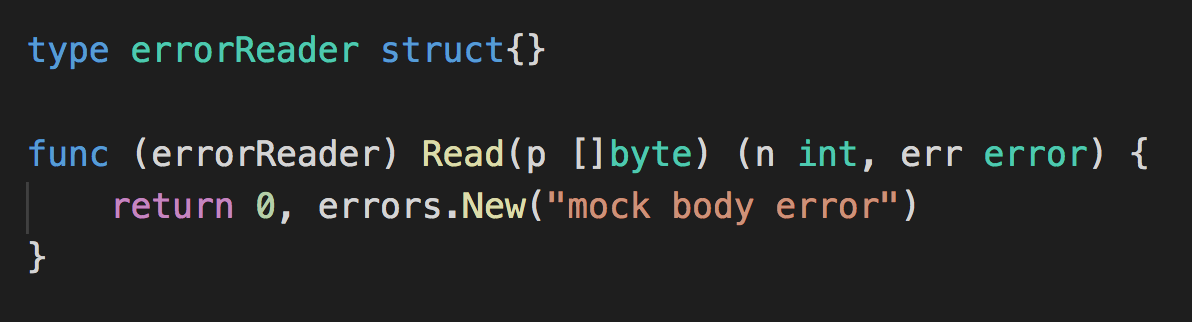 type errorReader struct{}
func (errorReader) Read(p []byte) (n int, err error) {
return 0, errors.New("mock body error")
}